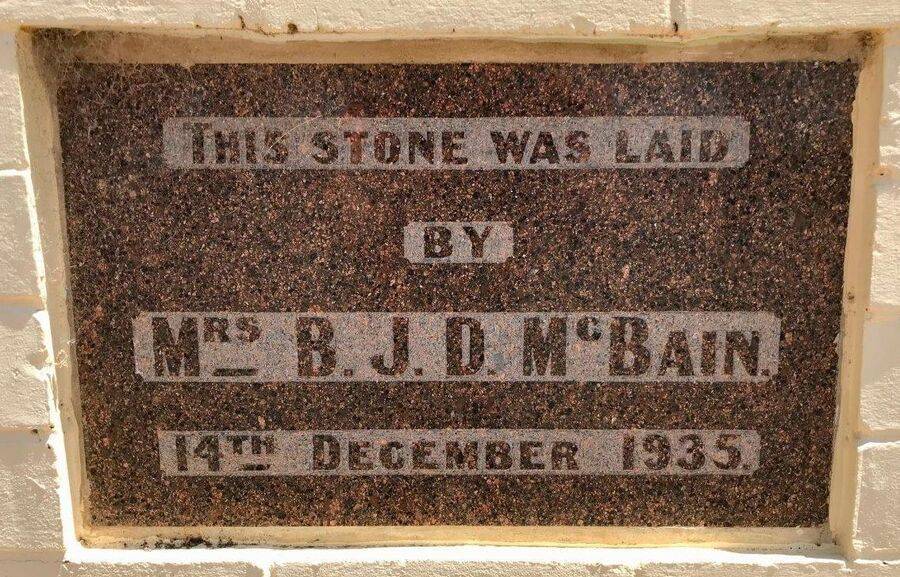 THIS STONE WAS LAID
BY
MRS B. J. D. MCBAIN.
14TH DECEMBER 1935.